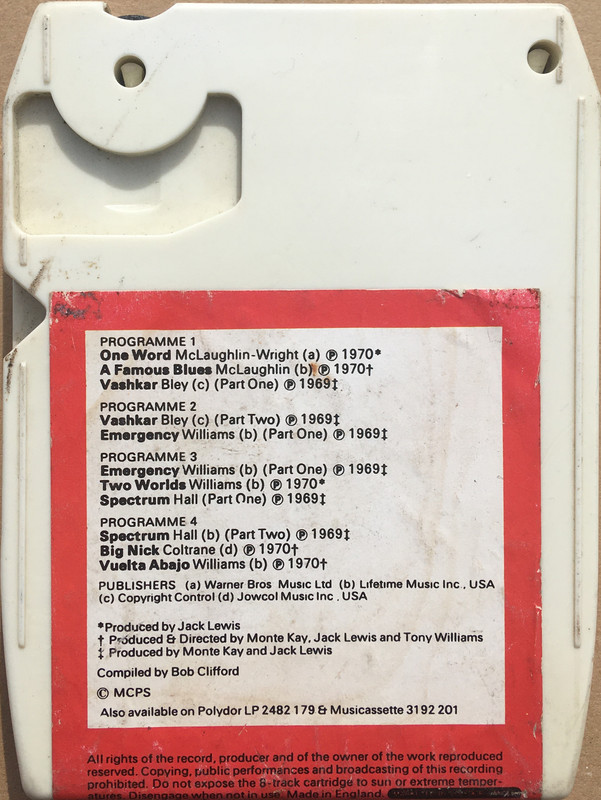 PROGRAMME 1
One Word McLaughlin-Wright (a) ℗ 1970*
A Famous Blues McLaughlin (b) ℗ 1970†
Vashkar Bley (c) (Part One) ℗ 1969‡
PROGRAMME 2
Vashkar Bley (c) (Part Two) ℗ 1969‡
Emergency Williams (b) (Part One) ℗ 1969‡
PROGRAMME 3
Emergency Williams (b) (Part One) ℗ 1969‡
Two Worlds Williams (b) ℗ 1970*
Spectrum Hall (Part One) ℗ 1969‡
PROGRAMME 4
Spectrum Hall (b) (Part Two) ℗ 1969‡
Big Nick Coltrane (d) ℗ 1970†
Vuelta Abajo Williams (b) ℗ 1970†
PUBLISHERS (a) Warner Bros Music Ltd (b) Lifetime Music Inc., USA
(c) Copyright Control (d) Jowcol Music Inc. USA
*Produced by Jack Lewis
† Produced & Directed by Monte Kay, Jack Lewis and Tony Williams
‡ Produced by Monte Kay and Jack Lewis
Compiled by Bob Clifford
© MCPS
Also available on Polydor LP 2482 179 & Musicassette 3192 201
All rights of the record, producer and of the owner of the work reproduced
reserved. Copying, public performances and broadcasting of this recording
prohibited. Do not expose the 8-track cartridge to sun or extreme temper-
atures. Disengage when not in use. Made in England.